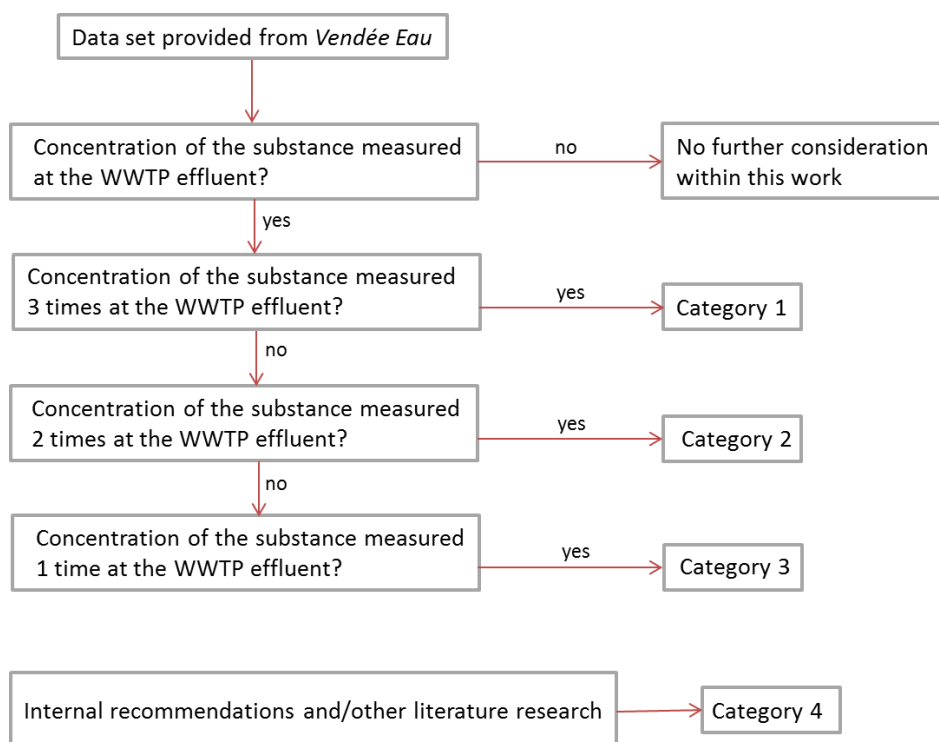 Data set provided from Vendée Eau
Concentration of the substance measured
at the WWTP effluent?
no
No further consideration
within this work
yes
Concentration of the substance measured
3 times at the WWTP effluent?
yes
Category 1
no
Concentration of the substance measured
2 times at the WWTP effluent?
yes
Category 2
no
Concentration of the substance measured
1 time at the WWTP effluent?
yes
Category 3
Internal recommendations and/other literature research
Category 4